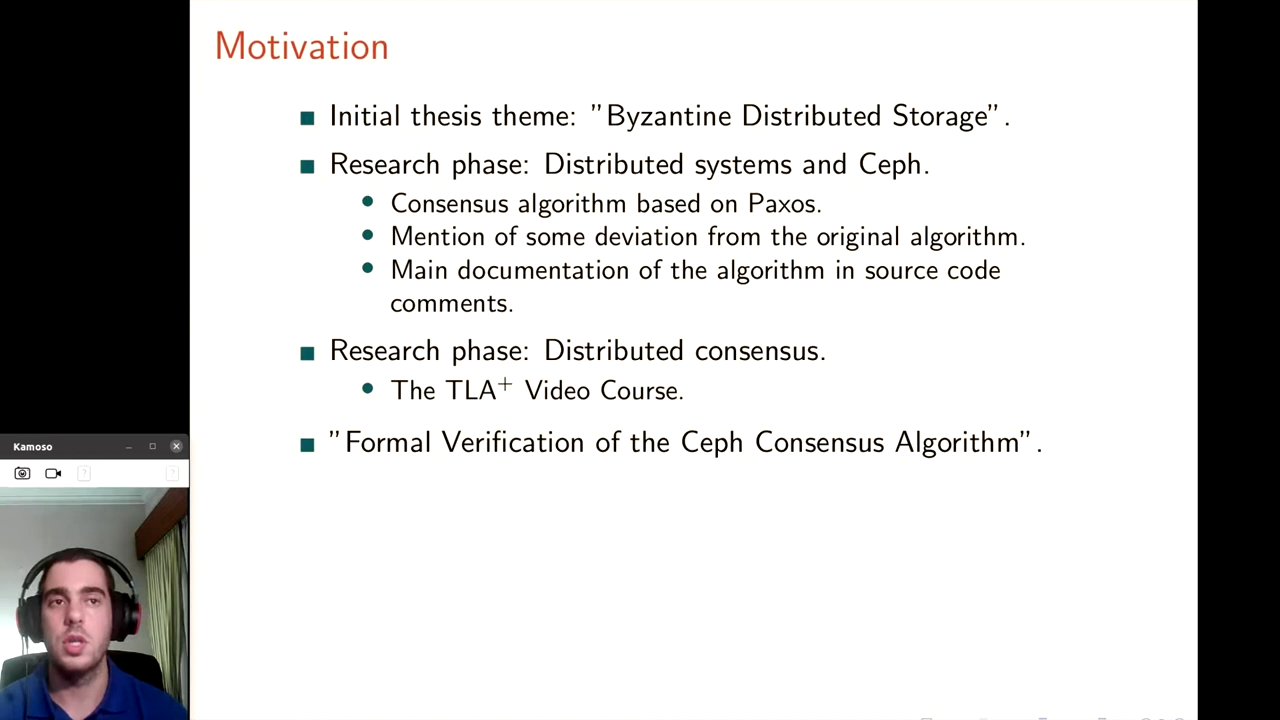 Motivation
Initial thesis theme: ”Byzantine Distributed Storage”.
Research phase: Distributed systems and Ceph.
Consensus algorithm based on Paxos.
Mention of some deviation from the original algorithm.
Main documentation of the algorithm in source code
comments.
Research phase: Distributed consensus.
The TLA+ Video Course.
”Formal Verification of the Ceph Consensus Algorithm”.
Kamoso